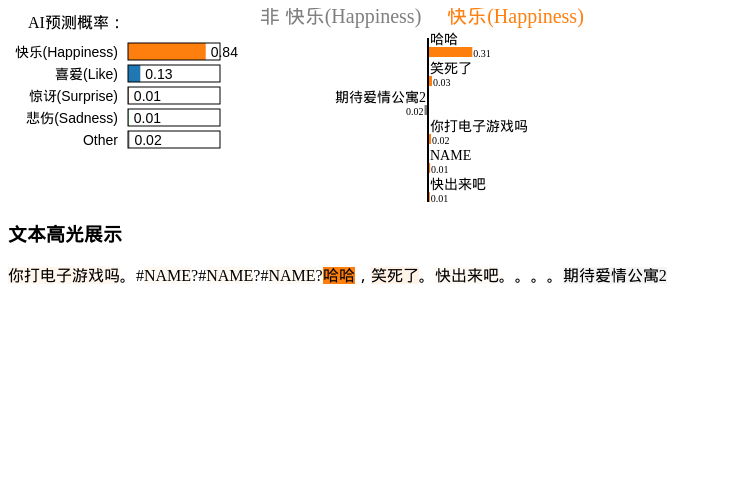 AI预测概率：
快乐(Happiness) 0.84
喜爱(Like) 0.13
惊讶(Surprise) 0.01
悲伤(Sadness) 0.01
Other 0.02
非 快乐(Happiness) 快乐(Happiness)
哈哈
0.31
笑死了
0.03
期待爱情公寓2
0.02
你打电子游戏吗
0.02
NAME
0.01
快出来吧
0.01
文本高光展示
你打电子游戏吗。#NAME?#NAME?#NAME?哈哈，笑死了。快出来吧。。。。期待爱情公寓2